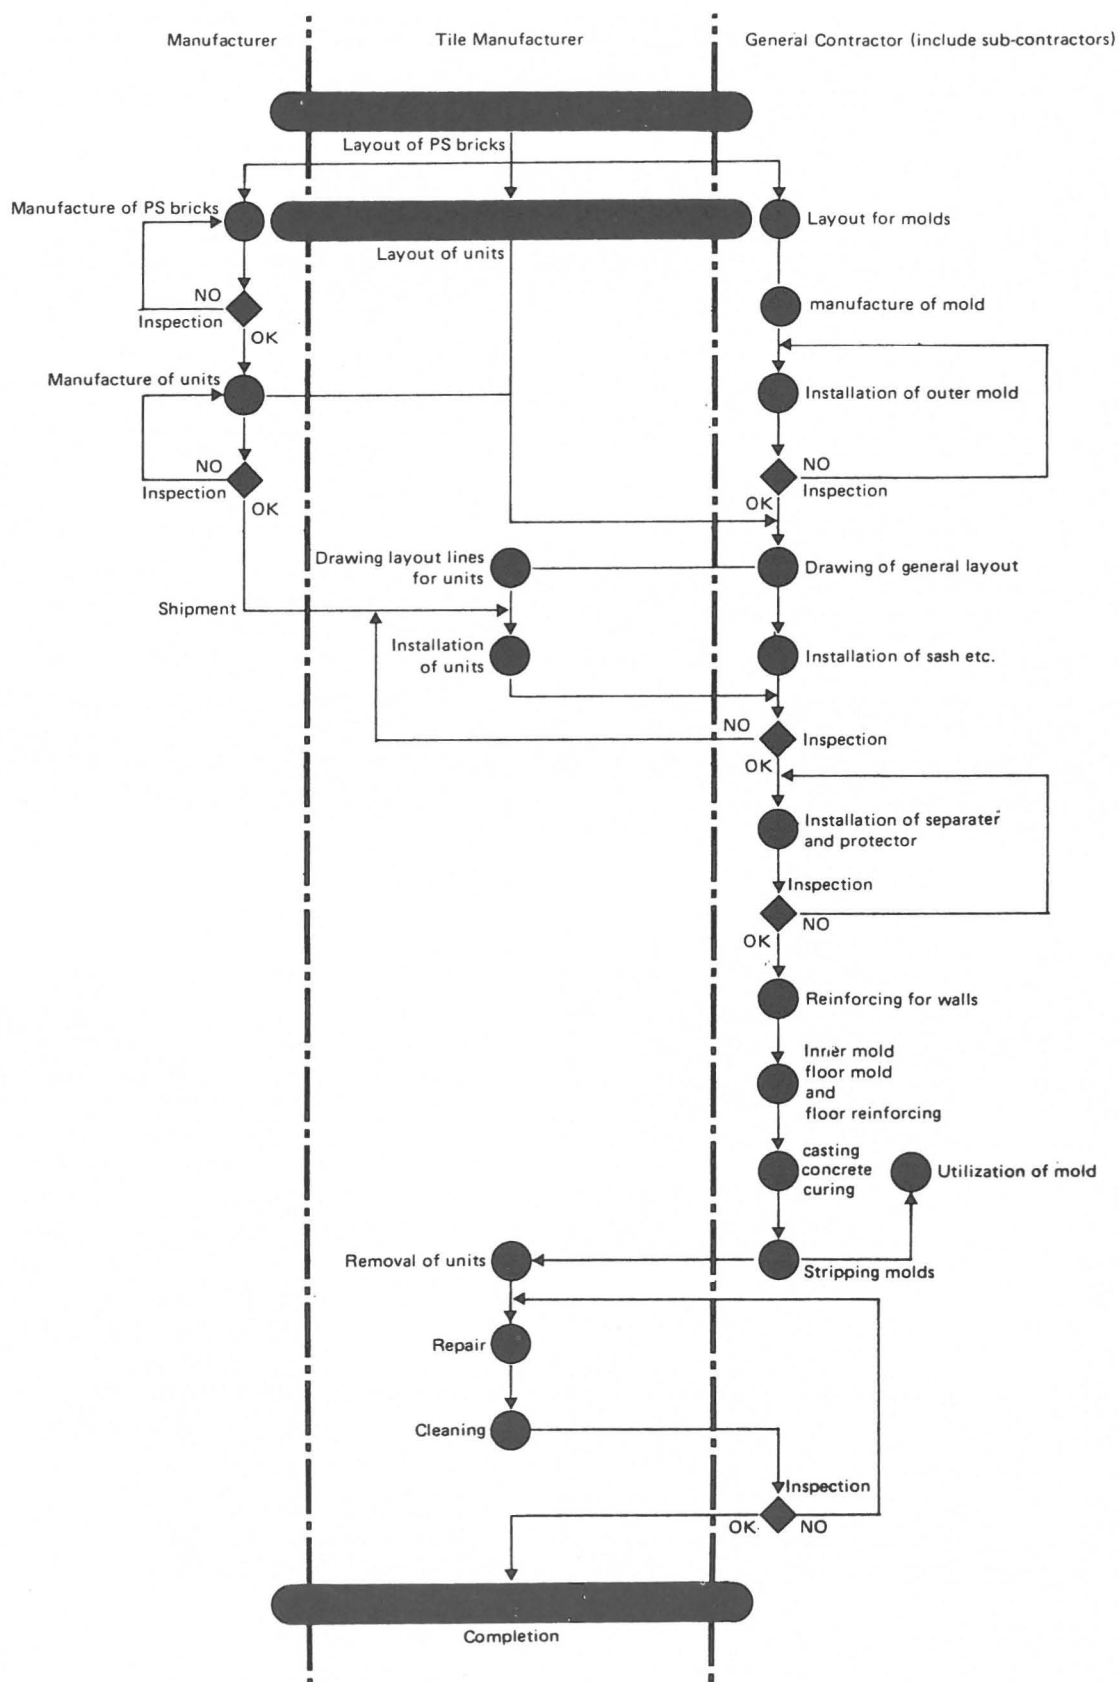 Manufacturer
Tile Manufacturer
General Contractor (include sub-contractors)
Layout of PS bricks
Manufacture of PS bricks
Layout for molds
Layout of units
NO
Inspection
OK
manufacture of mold
Manufacture of units
Installation of outer mold
NO
Inspection
OK
NO
Inspection
OK
Drawing layout lines
for units
Drawing of general layout
Shipment
Installation
of units
Installation of sash etc.
NO
Inspection
OK
Installation of separater
and protector
Inspection
NO
OK
Reinforcing for walls
Inner mold
floor mold
and
floor reinforcing
casting
concrete
curing
Utilization of mold
Removal of units
Stripping molds
Repair
Cleaning
Inspection
OK
NO
Completion